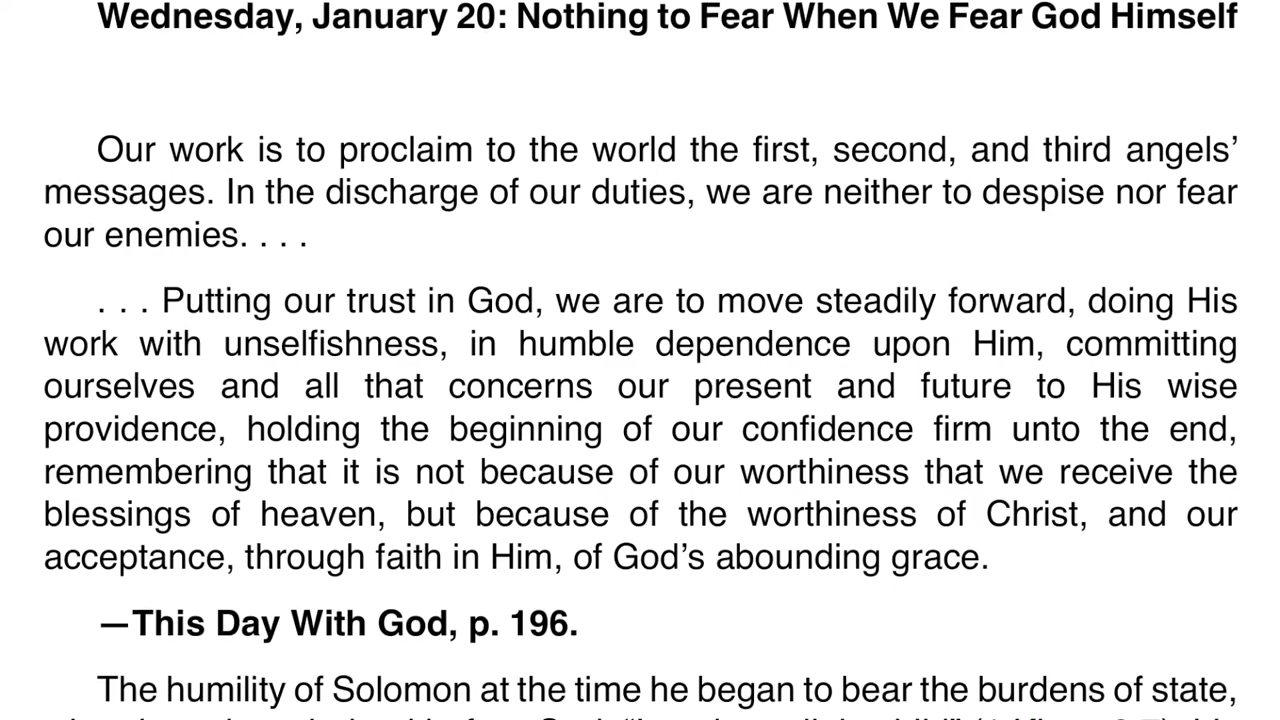 Wednesday, January 20: Nothing to Fear When We Fear God Himself
Our work is to proclaim to the world the first, second, and third angels’
messages. In the discharge of our duties, we are neither to despise nor fear
our enemies. . . .
. . . Putting our trust in God, we are to move steadily forward, doing His
work with unselfishness, in humble dependence upon Him, committing
ourselves and all that concerns our present and future to His wise
providence, holding the beginning of our confidence firm unto the end,
remembering that it is not because of our worthiness that we receive the
blessings of heaven, but because of the worthiness of Christ, and our
acceptance, through faith in Him, of God’s abounding grace.
—This Day With God, p. 196.
The humility of Solomon at the time he began to bear the burdens of state,